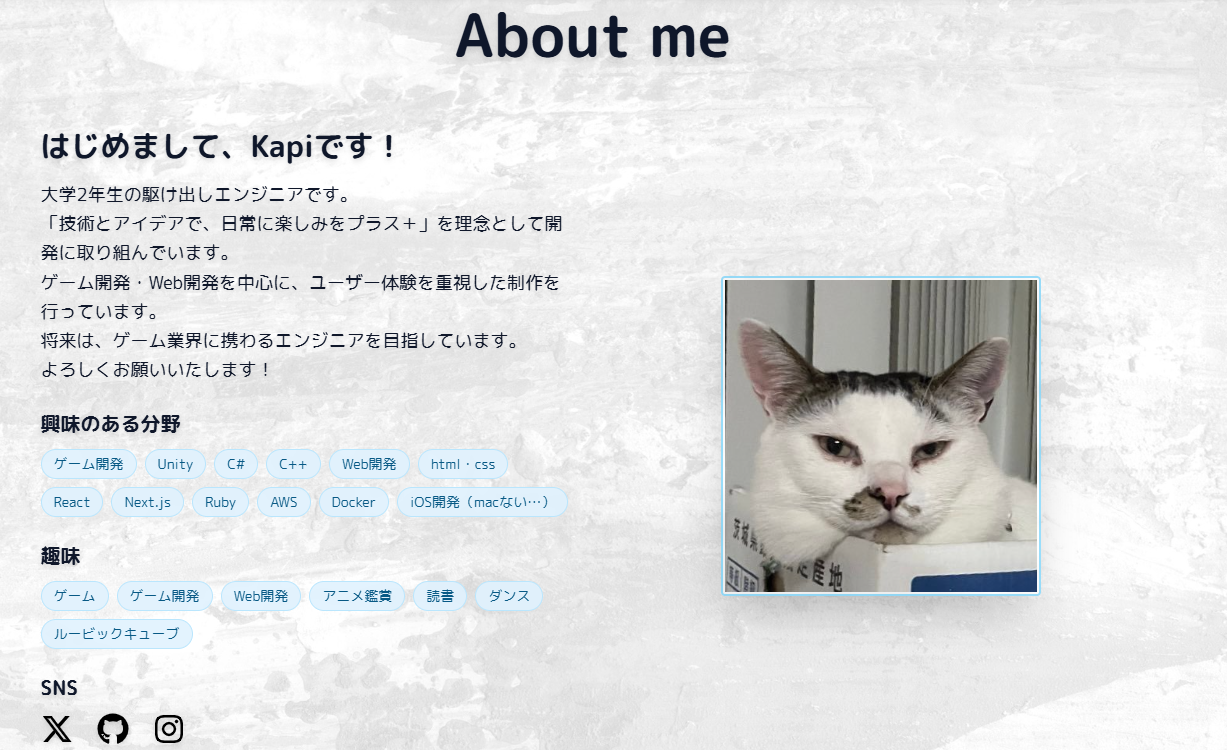 About me
はじめまして、Kapiです！
大学2年生の駆け出しエンジニアです。
「技術とアイデアで、日常に楽しみをプラス＋」を理念として開
発に取り組んでいます。
ゲーム開発・Web開発を中心に、ユーザー体験を重視した制作を
行っています。
将来は、ゲーム業界に携わるエンジニアを目指しています。
よろしくお願いいたします！
興味のある分野
ゲーム開発 Unity C# C++ Web開発 html・css
React Next.js Ruby AWS Docker iOS開発（macない…）
趣味
ゲーム ゲーム開発 Web開発 アニメ鑑賞 読書 ダンス
ルービックキューブ
SNS
茨城県
産地